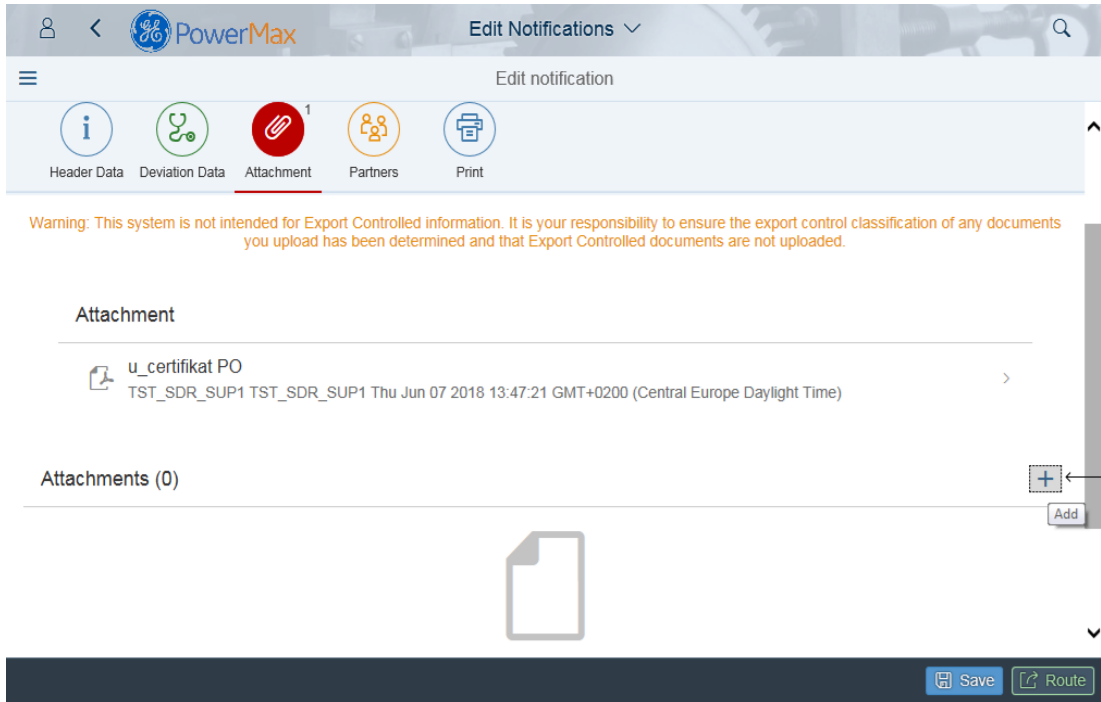 PowerMax
Edit Notifications
Edit notification
1
Header Data
Deviation Data
Attachment
Partners
Print
Warning: This system is not intended for Export Controlled information. It is your responsibility to ensure the export control classification of any documents
you upload has been determined and that Export Controlled documents are not uploaded.
Attachment
u_certifikat PO
TST_SDR_SUP1 TST_SDR_SUP1 Thu Jun 07 2018 13:47:21 GMT+0200 (Central Europe Daylight Time)
Attachments (0)
Add
Save
Route